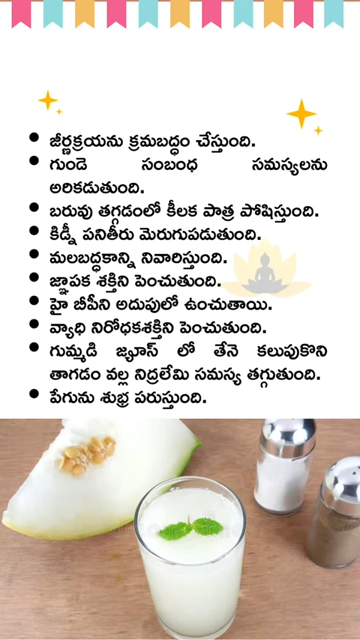 • జీర్ణక్రయను క్రమబద్ధం చేస్తుంది.
• గుండె సంబంధ సమస్యలను
అరికడుతుంది.
• బరువు తగ్గడంలో కీలక పాత్ర పోషిస్తుంది.
• కిడ్నీ పనితీరు మెరుగుపడుతుంది.
• మలబద్ధకాన్ని నివారిస్తుంది.
• జ్ఞాపక శక్తిని పెంచుతుంది.
• హై బీపీని అదుపులో ఉంచుతాయి.
• వ్యాధి నిరోధకశక్తిని పెంచుతుంది.
• గుమ్మడి జ్యూస్ లో తేనె కలుపుకొని
తాగడం వల్ల నిద్రలేమి సమస్య తగ్గుతుంది.
• పేగును శుభ్ర పరుస్తుంది.